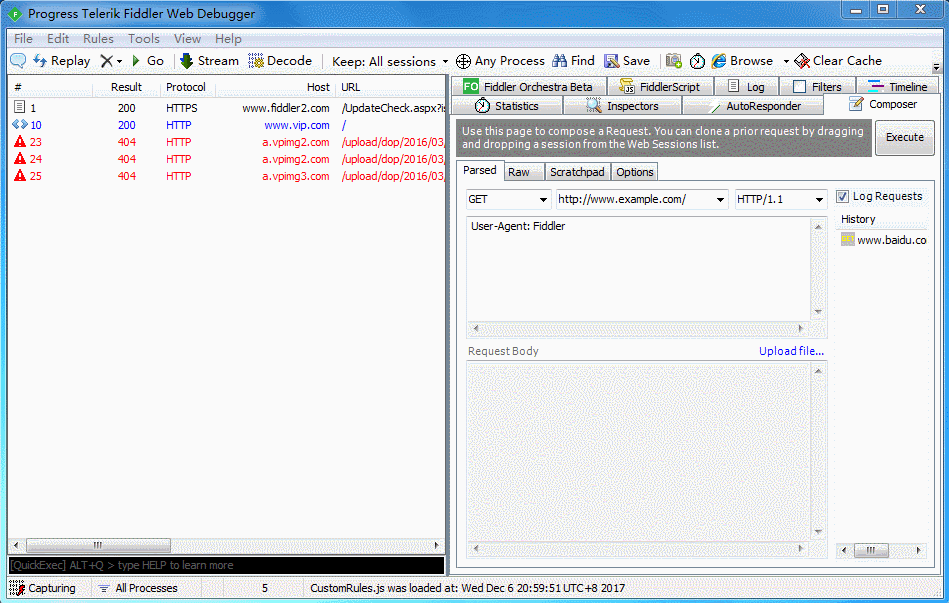 Progress Telerik Fiddler Web Debugger
File Edit Rules Tools View Help
Replay Go Stream Decode Keep: All sessions Any Process Find Save Browse Clear Cache
# Result Protocol Host URL
1 200 HTTPS www.fiddler2.com /UpdateCheck.aspx?is
10 200 HTTP www.vip.com /
23 404 HTTP a.vpimg2.com /upload/dop/2016/03,
24 404 HTTP a.vpimg2.com /upload/dop/2016/03,
25 404 HTTP a.vpimg3.com /upload/dop/2016/03,
FO Fiddler Orchestra Beta FiddlerScript Log Filters Timeline
Statistics Inspectors AutoResponder Composer
Use this page to compose a Request. You can clone a prior request by dragging
and dropping a session from the Web Sessions list.
Execute
Parsed Raw Scratchpad Options
GET http://www.example.com/ HTTP/1.1
Log Requests
User-Agent: Fiddler
History
www.baidu.co
Request Body Upload file...
[QuickExec] ALT+Q > type HELP to learn more
Capturing All Processes 5 CustomRules.js was loaded at: Wed Dec 6 20:59:51 UTC+8 2017